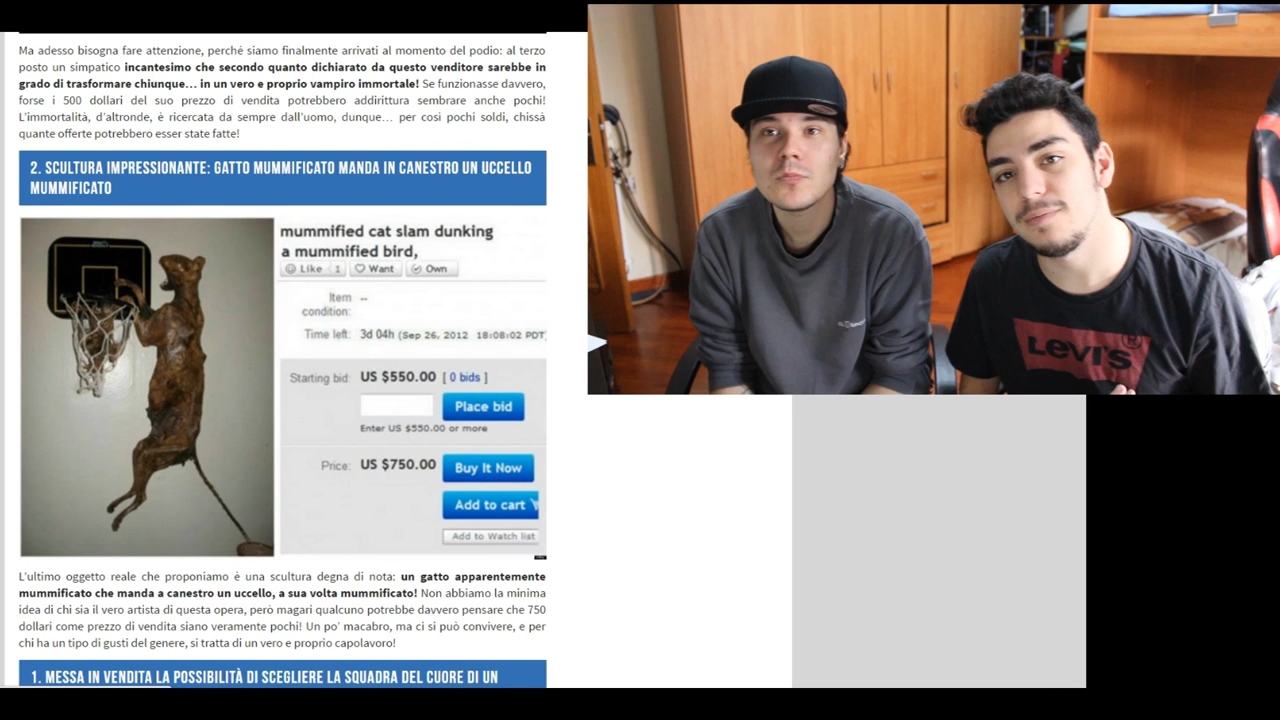 Ma adesso bisogna fare attenzione, perché siamo finalmente arrivati al momento del podio: al terzo
posto un simpatico incantesimo che secondo quanto dichiarato da questo venditore sarebbe in
grado di trasformare chiunque… in un vero e proprio vampiro immortale! Se funzionasse davvero,
forse i 500 dollari del suo prezzo di vendita potrebbero addirittura sembrare anche pochi!
L'immortalità, d'altronde, è ricercata da sempre dall'uomo, dunque… per così pochi soldi, chissà
quante offerte potrebbero esser state fatte!
2. SCULTURA IMPRESSIONANTE: GATTO MUMMIFICATO MANDA IN CANESTRO UN UCCELLO
MUMMIFICATO
mummified cat slam dunking
a mummified bird,
Like 1 Want Own
Item condition: --
Time left: 3d 04h (Sep 26, 2012 18:08:02 PDT
Starting bid: US $550.00 [ 0 bids ]
Place bid
Enter US $550.00 or more
Price: US $750.00 Buy It Now
Add to cart
Add to Watch list
L'ultimo oggetto reale che proponiamo è una scultura degna di nota: un gatto apparentemente
mummificato che manda a canestro un uccello, a sua volta mummificato! Non abbiamo la minima
idea di chi sia il vero artista di questa opera, però magari qualcuno potrebbe davvero pensare che 750
dollari come prezzo di vendita siano veramente pochi! Un po' macabro, ma ci si può convivere, e per
chi ha un tipo di gusti del genere, si tratta di un vero e proprio capolavoro!
1. MESSA IN VENDITA LA POSSIBILITÀ DI SCEGLIERE LA SQUADRA DEL CUORE DI UN
LEVI'S®